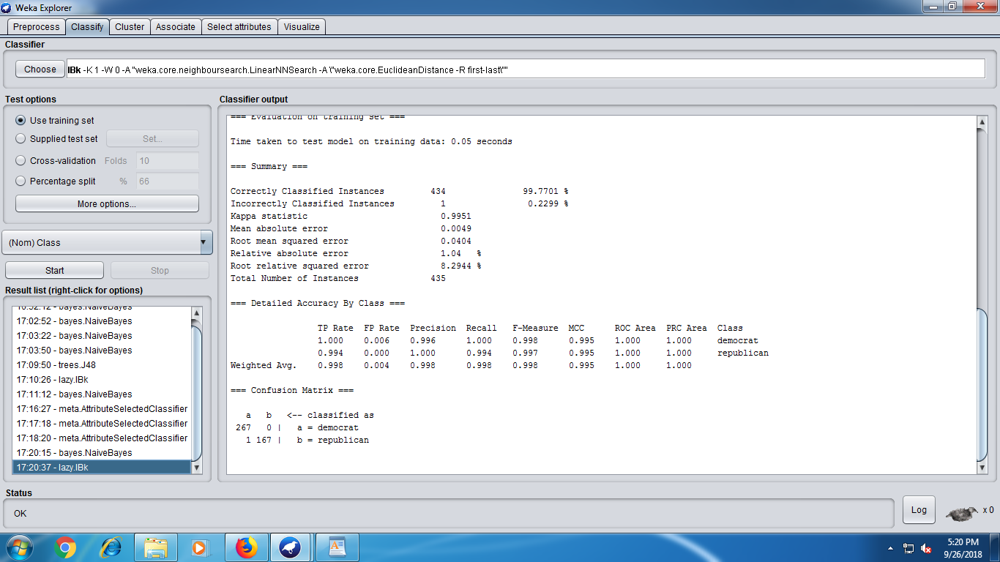 Weka Explorer
Preprocess Classify Cluster Associate Select attributes Visualize
Classifier
Choose IBk -K 1 -W 0 -A "weka.core.neighboursearch.LinearNNSearch -A \"weka.core.EuclideanDistance -R first-last\""
Test options
Use training set
Supplied test set Set...
Cross-validation Folds 10
Percentage split % 66
More options...
(Nom) Class
Start Stop
Result list (right-click for options)
16:52:12 - bayes.NaiveBayes
17:02:52 - bayes.NaiveBayes
17:03:22 - bayes.NaiveBayes
17:03:50 - bayes.NaiveBayes
17:09:50 - trees.J48
17:10:26 - lazy.IBk
17:11:12 - bayes.NaiveBayes
17:16:27 - meta.AttributeSelectedClassifier
17:17:18 - meta.AttributeSelectedClassifier
17:18:20 - meta.AttributeSelectedClassifier
17:20:15 - bayes.NaiveBayes
17:20:37 - lazy.IBk
Classifier output
=== Evaluation on training set ===
Time taken to test model on training data: 0.05 seconds
=== Summary ===
Correctly Classified Instances 434 99.7701 %
Incorrectly Classified Instances 1 0.2299 %
Kappa statistic 0.9951
Mean absolute error 0.0049
Root mean squared error 0.0404
Relative absolute error 1.04 %
Root relative squared error 8.2944 %
Total Number of Instances 435
=== Detailed Accuracy By Class ===
TP Rate FP Rate Precision Recall F-Measure MCC ROC Area PRC Area Class
1.000 0.006 0.996 1.000 0.998 0.995 1.000 1.000 democrat
0.994 0.000 1.000 0.994 0.997 0.995 1.000 1.000 republican
Weighted Avg. 0.998 0.004 0.998 0.998 0.998 0.995 1.000 1.000
=== Confusion Matrix ===
a b <-- classified as
267 0 | a = democrat
1 167 | b = republican
Status
OK
Log
x 0
5:20 PM
9/26/2018